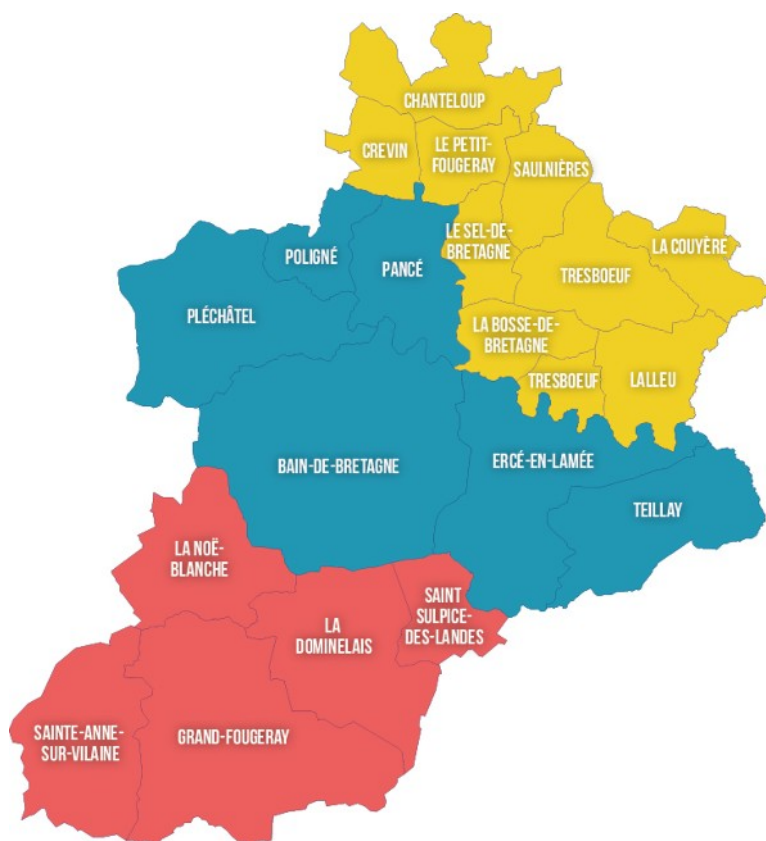 CHANTELOUP
CREVIN
LE PETIT-
FOUGERAY
SAULNIÈRES
LE SEL-DE-
BRETAGNE
LA COUYÈRE
POLIGNÉ
PANCÉ
TRESBOEUF
PLÉCHÂTEL
LA BOSSE-DE-
BRETAGNE
TRESBOEUF
LALLEU
BAIN-DE-BRETAGNE
ERCÉ-EN-LAMÉE
TEILLAY
LA NOË-
BLANCHE
SAINT
SULPICE-
DES-LANDES
LA
DOMINELAIS
SAINTE-ANNE-
SUR-VILAINE
GRAND-FOUGERAY